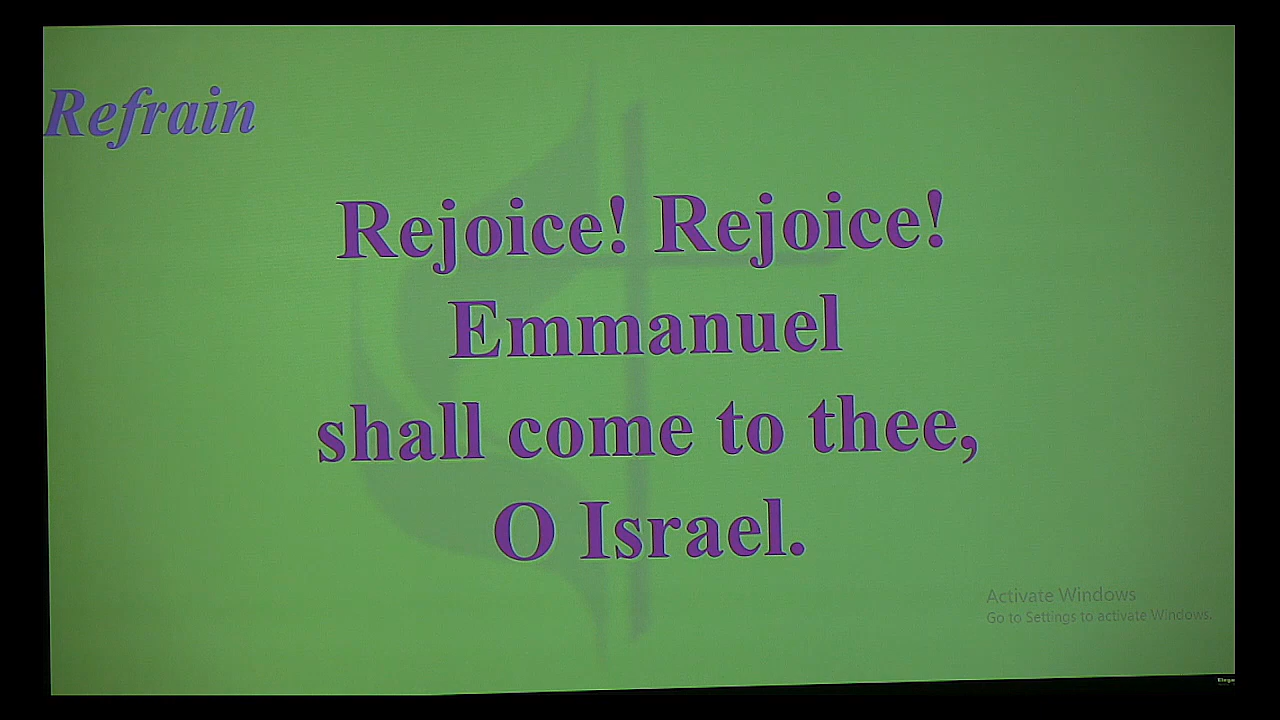 Refrain
Rejoice! Rejoice!
Emmanuel
shall come to thee,
O Israel.
Activate Windows
Go to Settings to activate Windows.